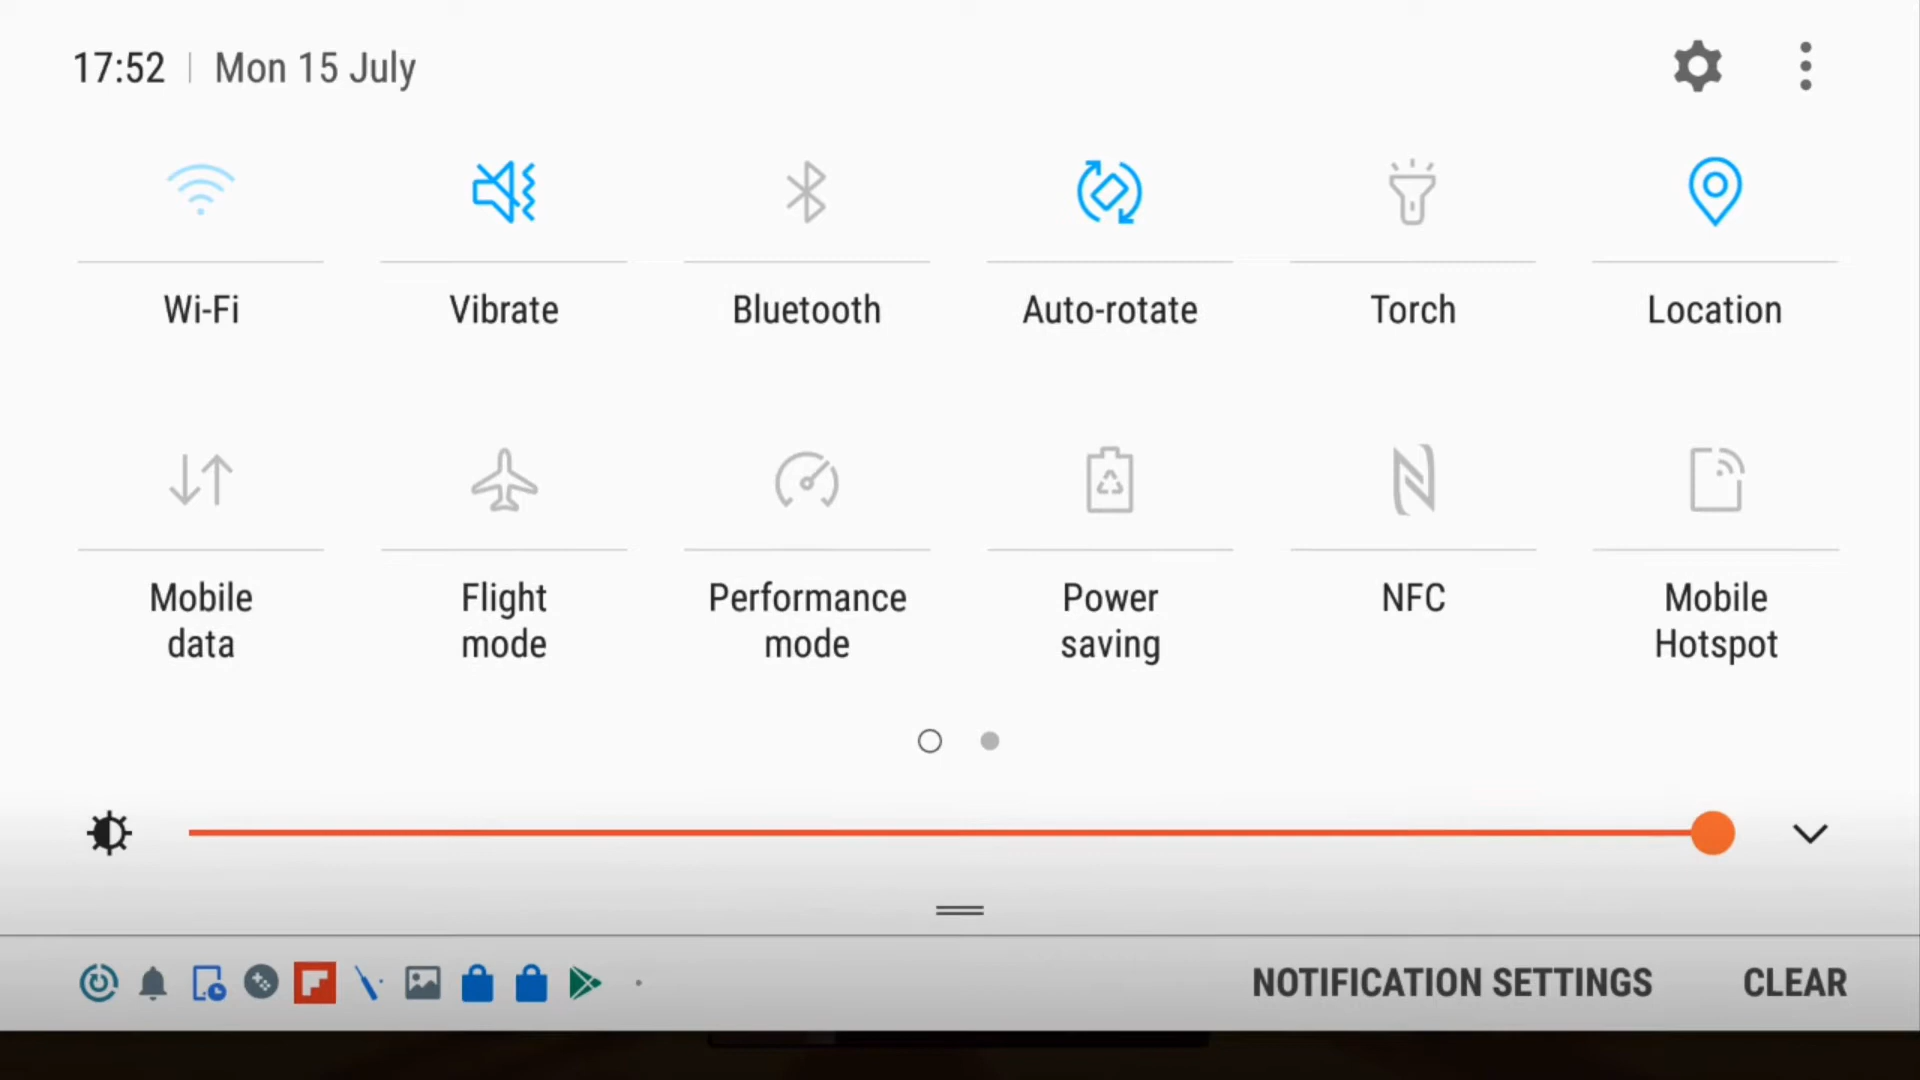 17:52 Mon 15 July
Wi-Fi Vibrate Bluetooth Auto-rotate Torch Location
Mobile data Flight mode Performance mode Power saving NFC Mobile Hotspot
NOTIFICATION SETTINGS CLEAR